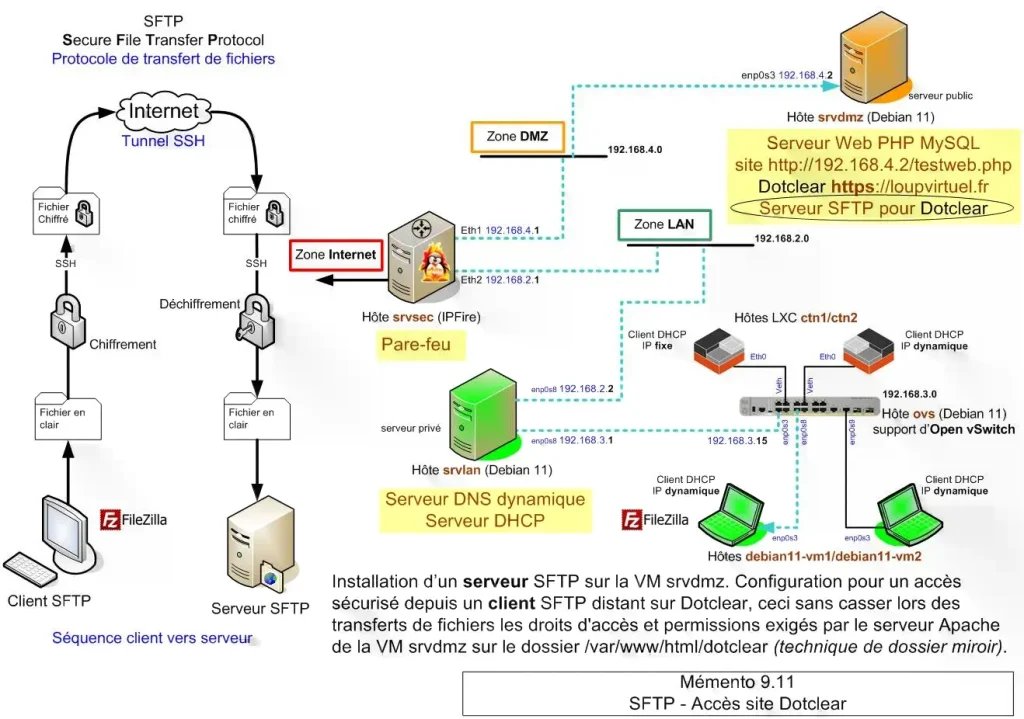 SFTP
Secure File Transfer Protocol
Protocole de transfert de fichiers
Internet
Tunnel SSH
Fichier
Chiffré
Fichier
chiffré
SSH
SSH
Déchiffrement
Chiffrement
Fichier en
clair
Fichier en
clair
FileZilla
Client SFTP
Serveur SFTP
Séquence client vers serveur
enp0s3 192.168.4.2
serveur public
Hôte srvdmz (Debian 11)
Serveur Web PHP MySQL
site http://192.168.4.2/testweb.php
Dotclear https://loupvirtuel.fr
Serveur SFTP pour Dotclear
Zone DMZ
192.168.4.0
Zone LAN
192.168.2.0
Zone Internet
Eth1 192.168.4.1
Eth2 192.168.2.1
Hôte srvsec (IPFire)
Pare-feu
Hôtes LXC ctn1/ctn2
Client DHCP
IP fixe
Client DHCP
IP dynamique
Eth0
Eth0
Veth
Veth
192.168.3.0
Hôte ovs (Debian 11)
support d'Open vSwitch
enp0s8 192.168.2.2
serveur privé
enp0s8 192.168.3.1
192.168.3.15
enp0s3
enp0s8
enp0s9
Hôte srvlan (Debian 11)
Serveur DNS dynamique
Serveur DHCP
Client DHCP
IP dynamique
Client DHCP
IP dynamique
FileZilla
enp0s3
enp0s3
Hôtes debian11-vm1/debian11-vm2
Installation d'un serveur SFTP sur la VM srvdmz. Configuration pour un accès
sécurisé depuis un client SFTP distant sur Dotclear, ceci sans casser lors des
transferts de fichiers les droits d'accès et permissions exigés par le serveur Apache
de la VM srvdmz sur le dossier /var/www/html/dotclear (technique de dossier miroir).
Mémento 9.11
SFTP - Accès site Dotclear